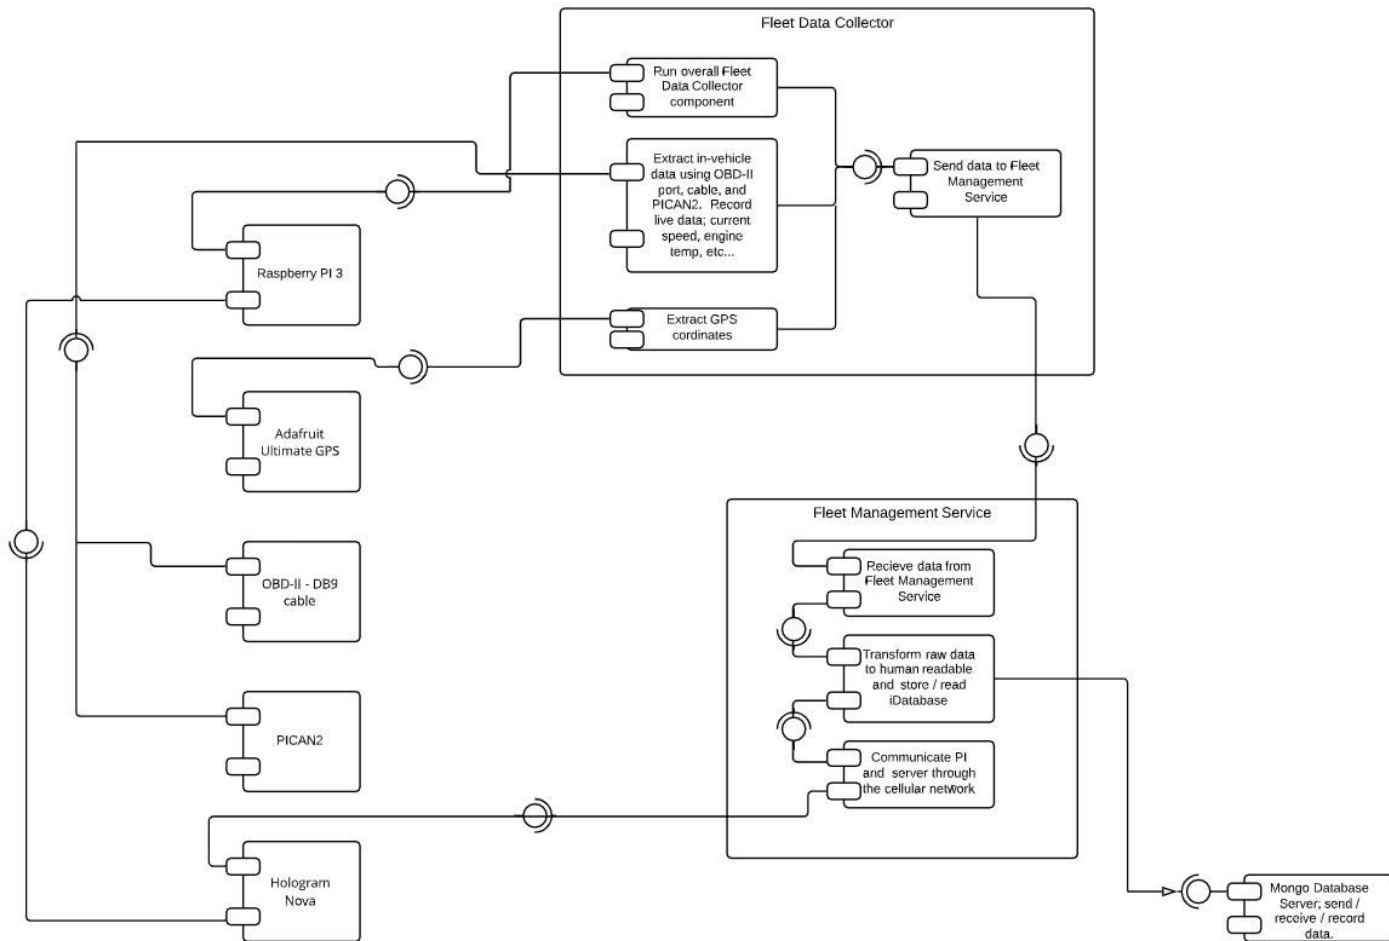 Fleet Data Collector
Run overall Fleet
Data Collector
component
Extract in-vehicle
data using OBD-II
port, cable, and
PICAN2. Record
live data; current
speed, engine
temp, etc...
Send data to Fleet
Management
Service
Raspberry PI 3
Extract GPS
cordinates
Adafruit
Ultimate GPS
Fleet Management Service
OBD-II - DB9
cable
Recieve data from
Fleet Management
Service
Transform raw data
to human readable
and store / read
iDatabase
PICAN2
Communicate PI
and server through
the cellular network
Hologram
Nova
Mongo Database
Server; send /
receive / record
data.